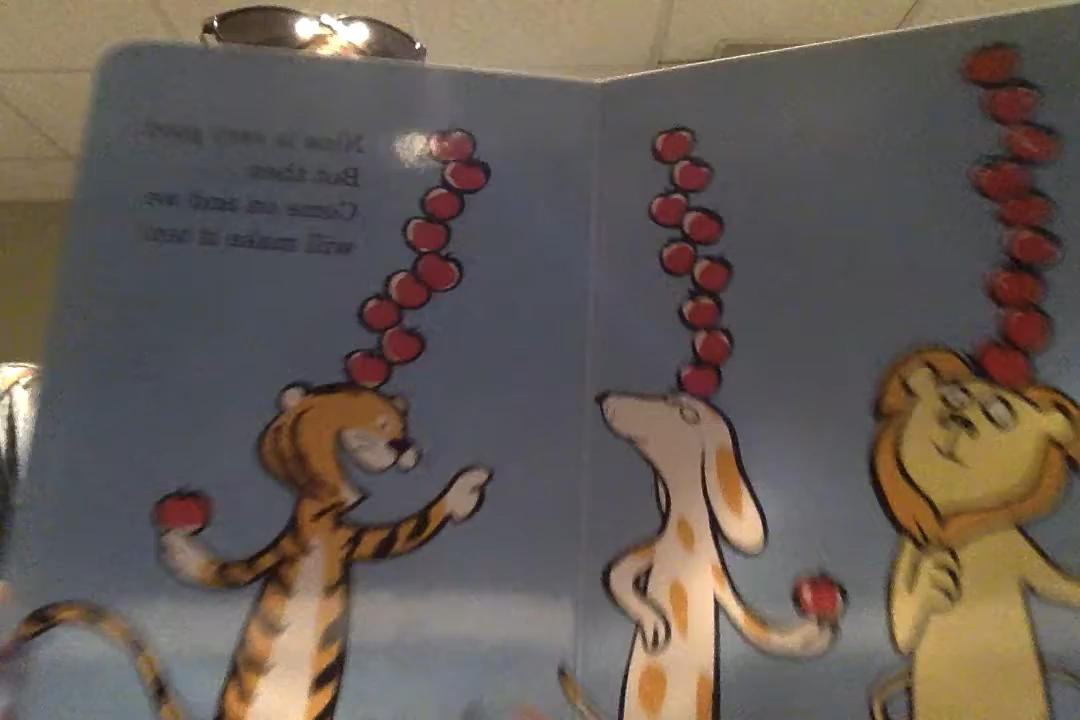 Nine is very good.
But then
Come on and we
will make it ten!